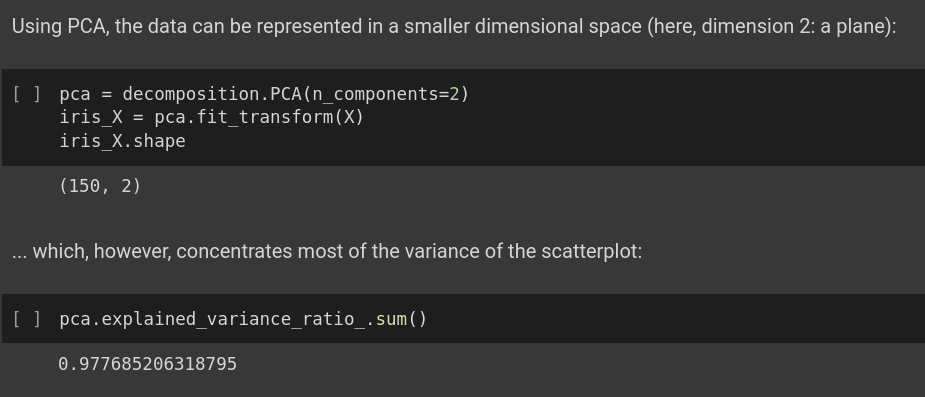 Using PCA, the data can be represented in a smaller dimensional space (here, dimension 2: a plane):
[ ] pca = decomposition.PCA(n_components=2)
iris_X = pca.fit_transform(X)
iris_X.shape
(150, 2)
... which, however, concentrates most of the variance of the scatterplot:
[ ] pca.explained_variance_ratio_.sum()
0.977685206318795